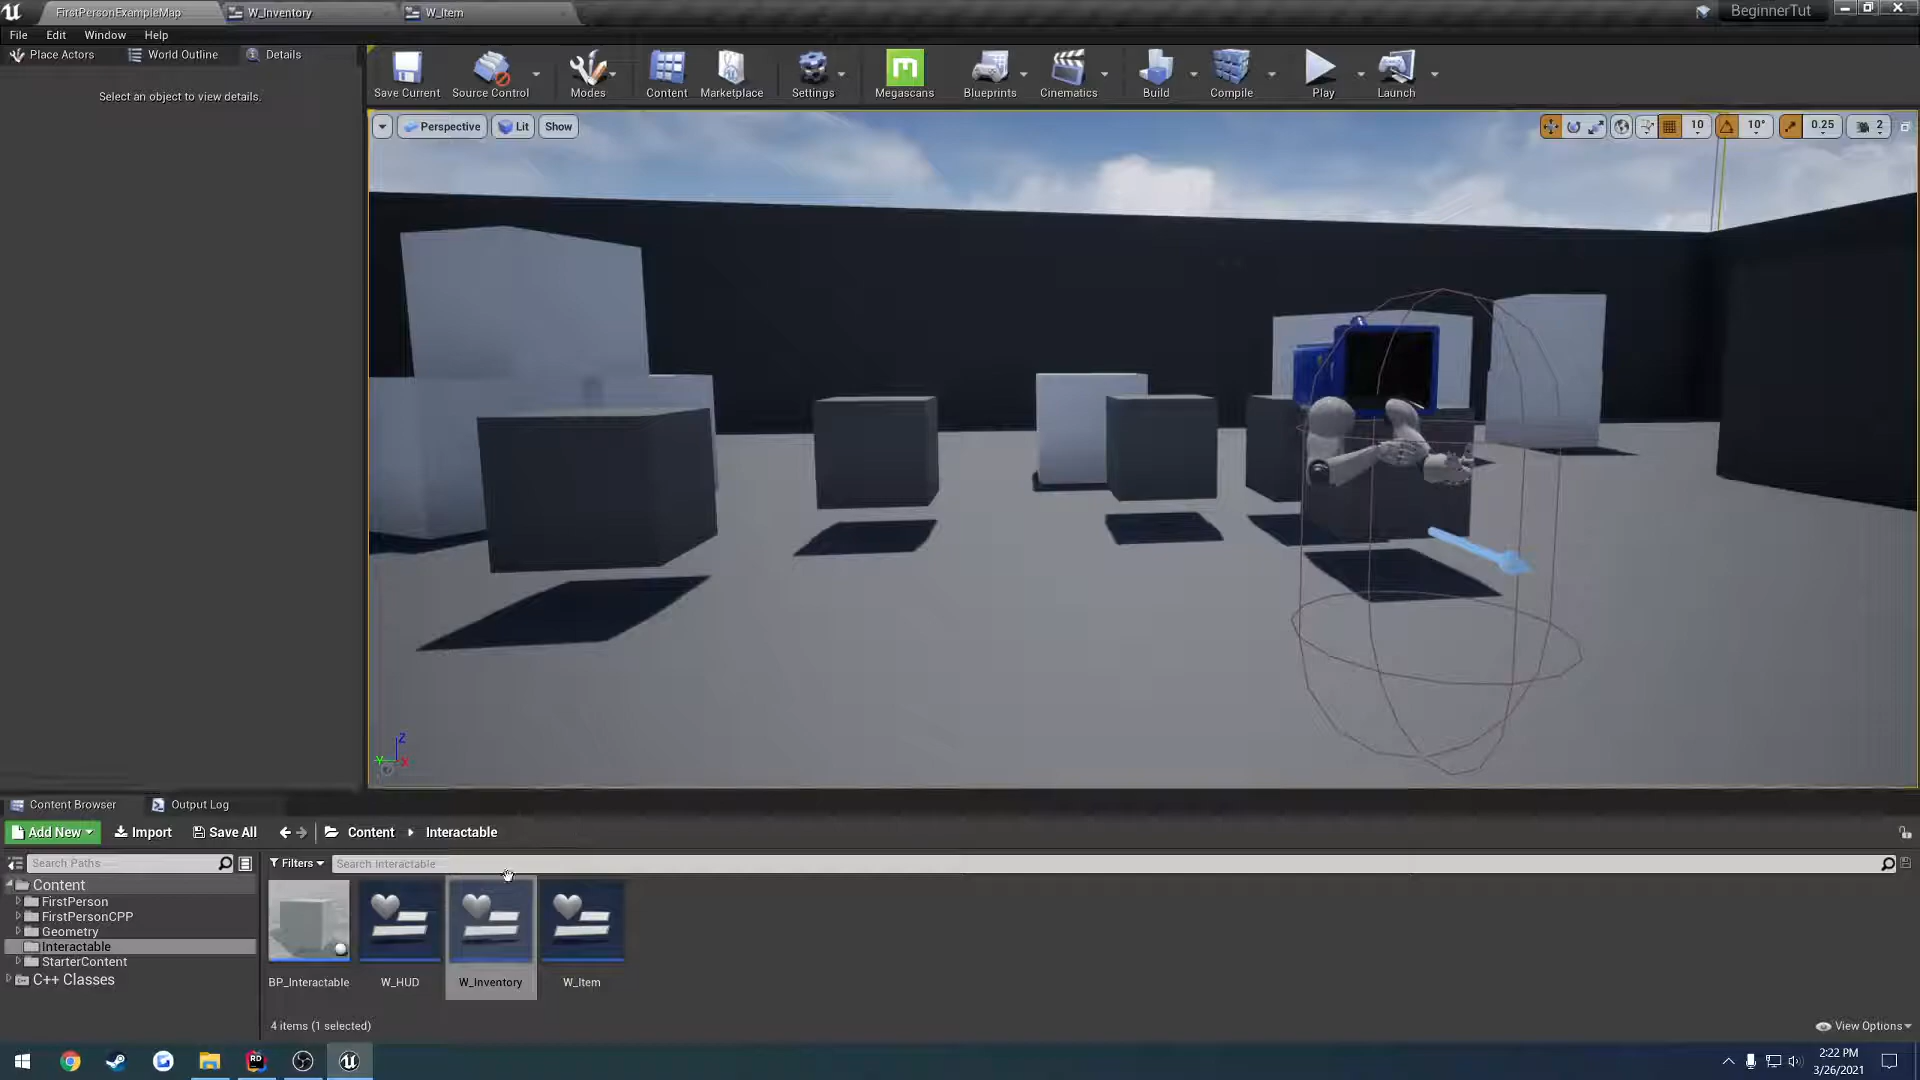 FirstPersonExampleMap
W_Inventory
W_Item
BeginnerTut
File Edit Window Help
Place Actors
World Outline
Details
Select an object to view details.
Save Current
Source Control
Modes
Content
Marketplace
Settings
Megascans
Blueprints
Cinematics
Build
Compile
Play
Launch
Perspective
Lit
Show
10
10°
0.25
2
Z
Y
X
Content Browser
Output Log
Add New
Import
Save All
Content
Interactable
Search Paths
Filters
Search Interactable
Content
FirstPerson
FirstPersonCPP
Geometry
Interactable
StarterContent
C++ Classes
BP_Interactable
W_HUD
W_Inventory
W_Item
4 items (1 selected)
View Options
RD
2:22 PM
3/26/2021